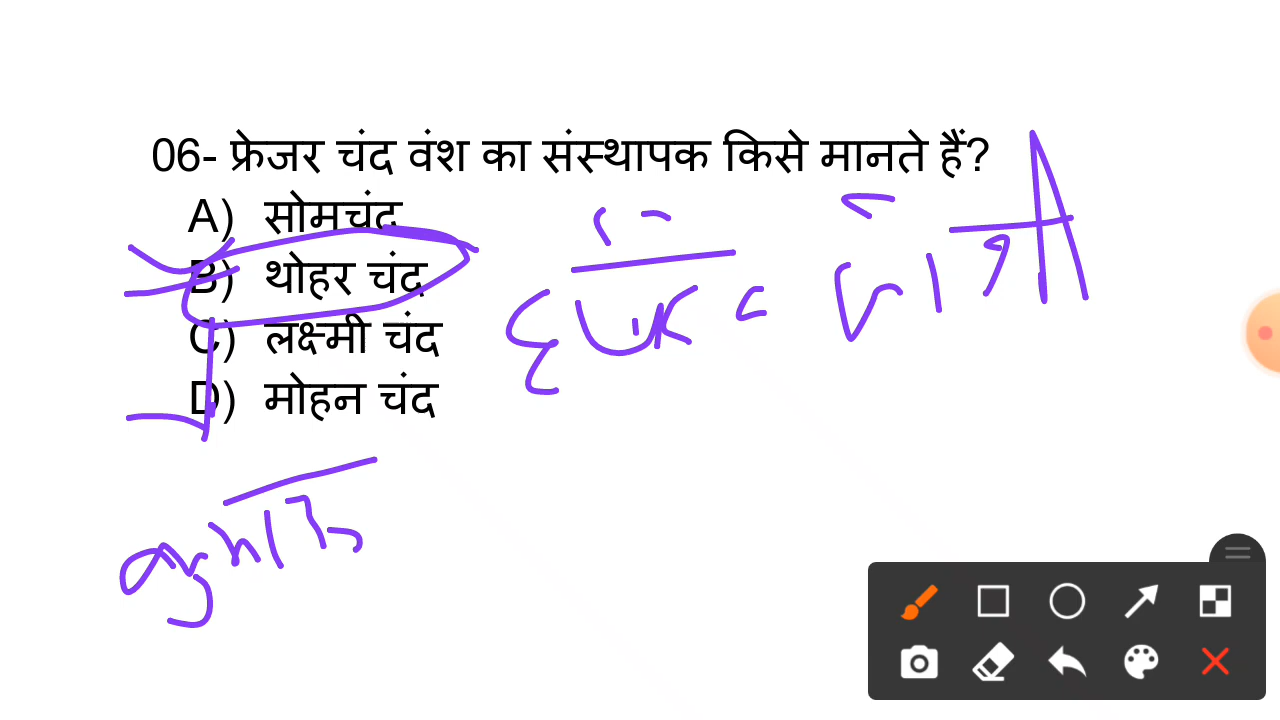 06- फ्रेजर चंद वंश का संस्थापक किसे मानते हैं?
A) सोमचंद
B) थोहर चंद
C) लक्ष्मी चंद
D) मोहन चंद